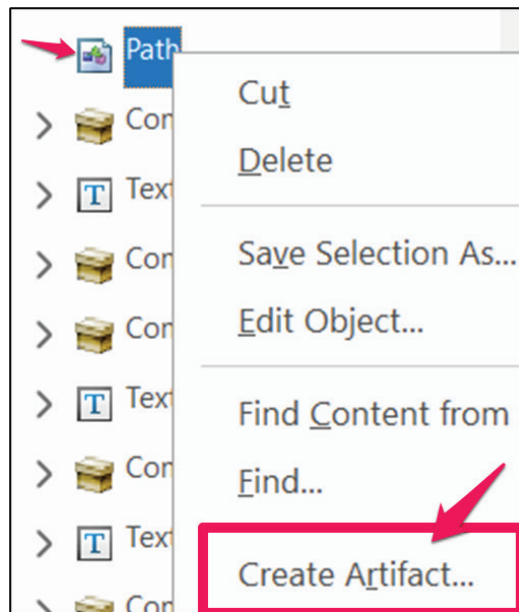 Path
Con
Text
Con
Con
Text
Con
Text
Con
Cut
Delete
Save Selection As...
Edit Object...
Find Content from
Find...
Create Artifact...